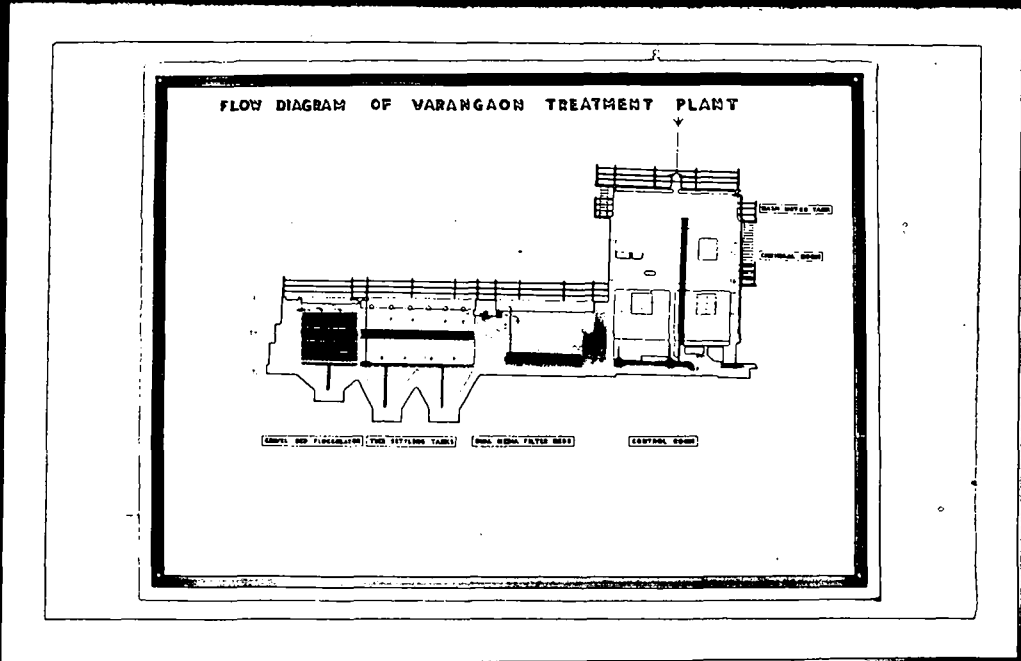 FLOW DIAGRAM OF VARANGAON TREATMENT PLANT
WASH WATER TANK
CHEMICAL ROOM
GRAVEL BED FLOCCULATOR
TUBE SETTLING TANKS
DUAL MEDIA FILTER BEDS
CONTROL ROOM